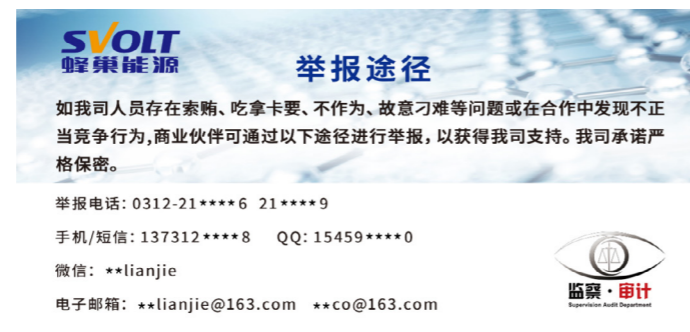 SVOLT
蜂巢能源
举报途径
如我司人员存在索贿、吃拿卡要、不作为、故意刁难等问题或在合作中发现不正
当竞争行为,商业伙伴可通过以下途径进行举报，以获得我司支持。我司承诺严
格保密。
举报电话：0312-21****6 21****9
手机/短信：137312****8 QQ：15459****0
微信：**lianjie
电子邮箱：**lianjie@163.com **co@163.com
监察·审计
Supervision Audit Department